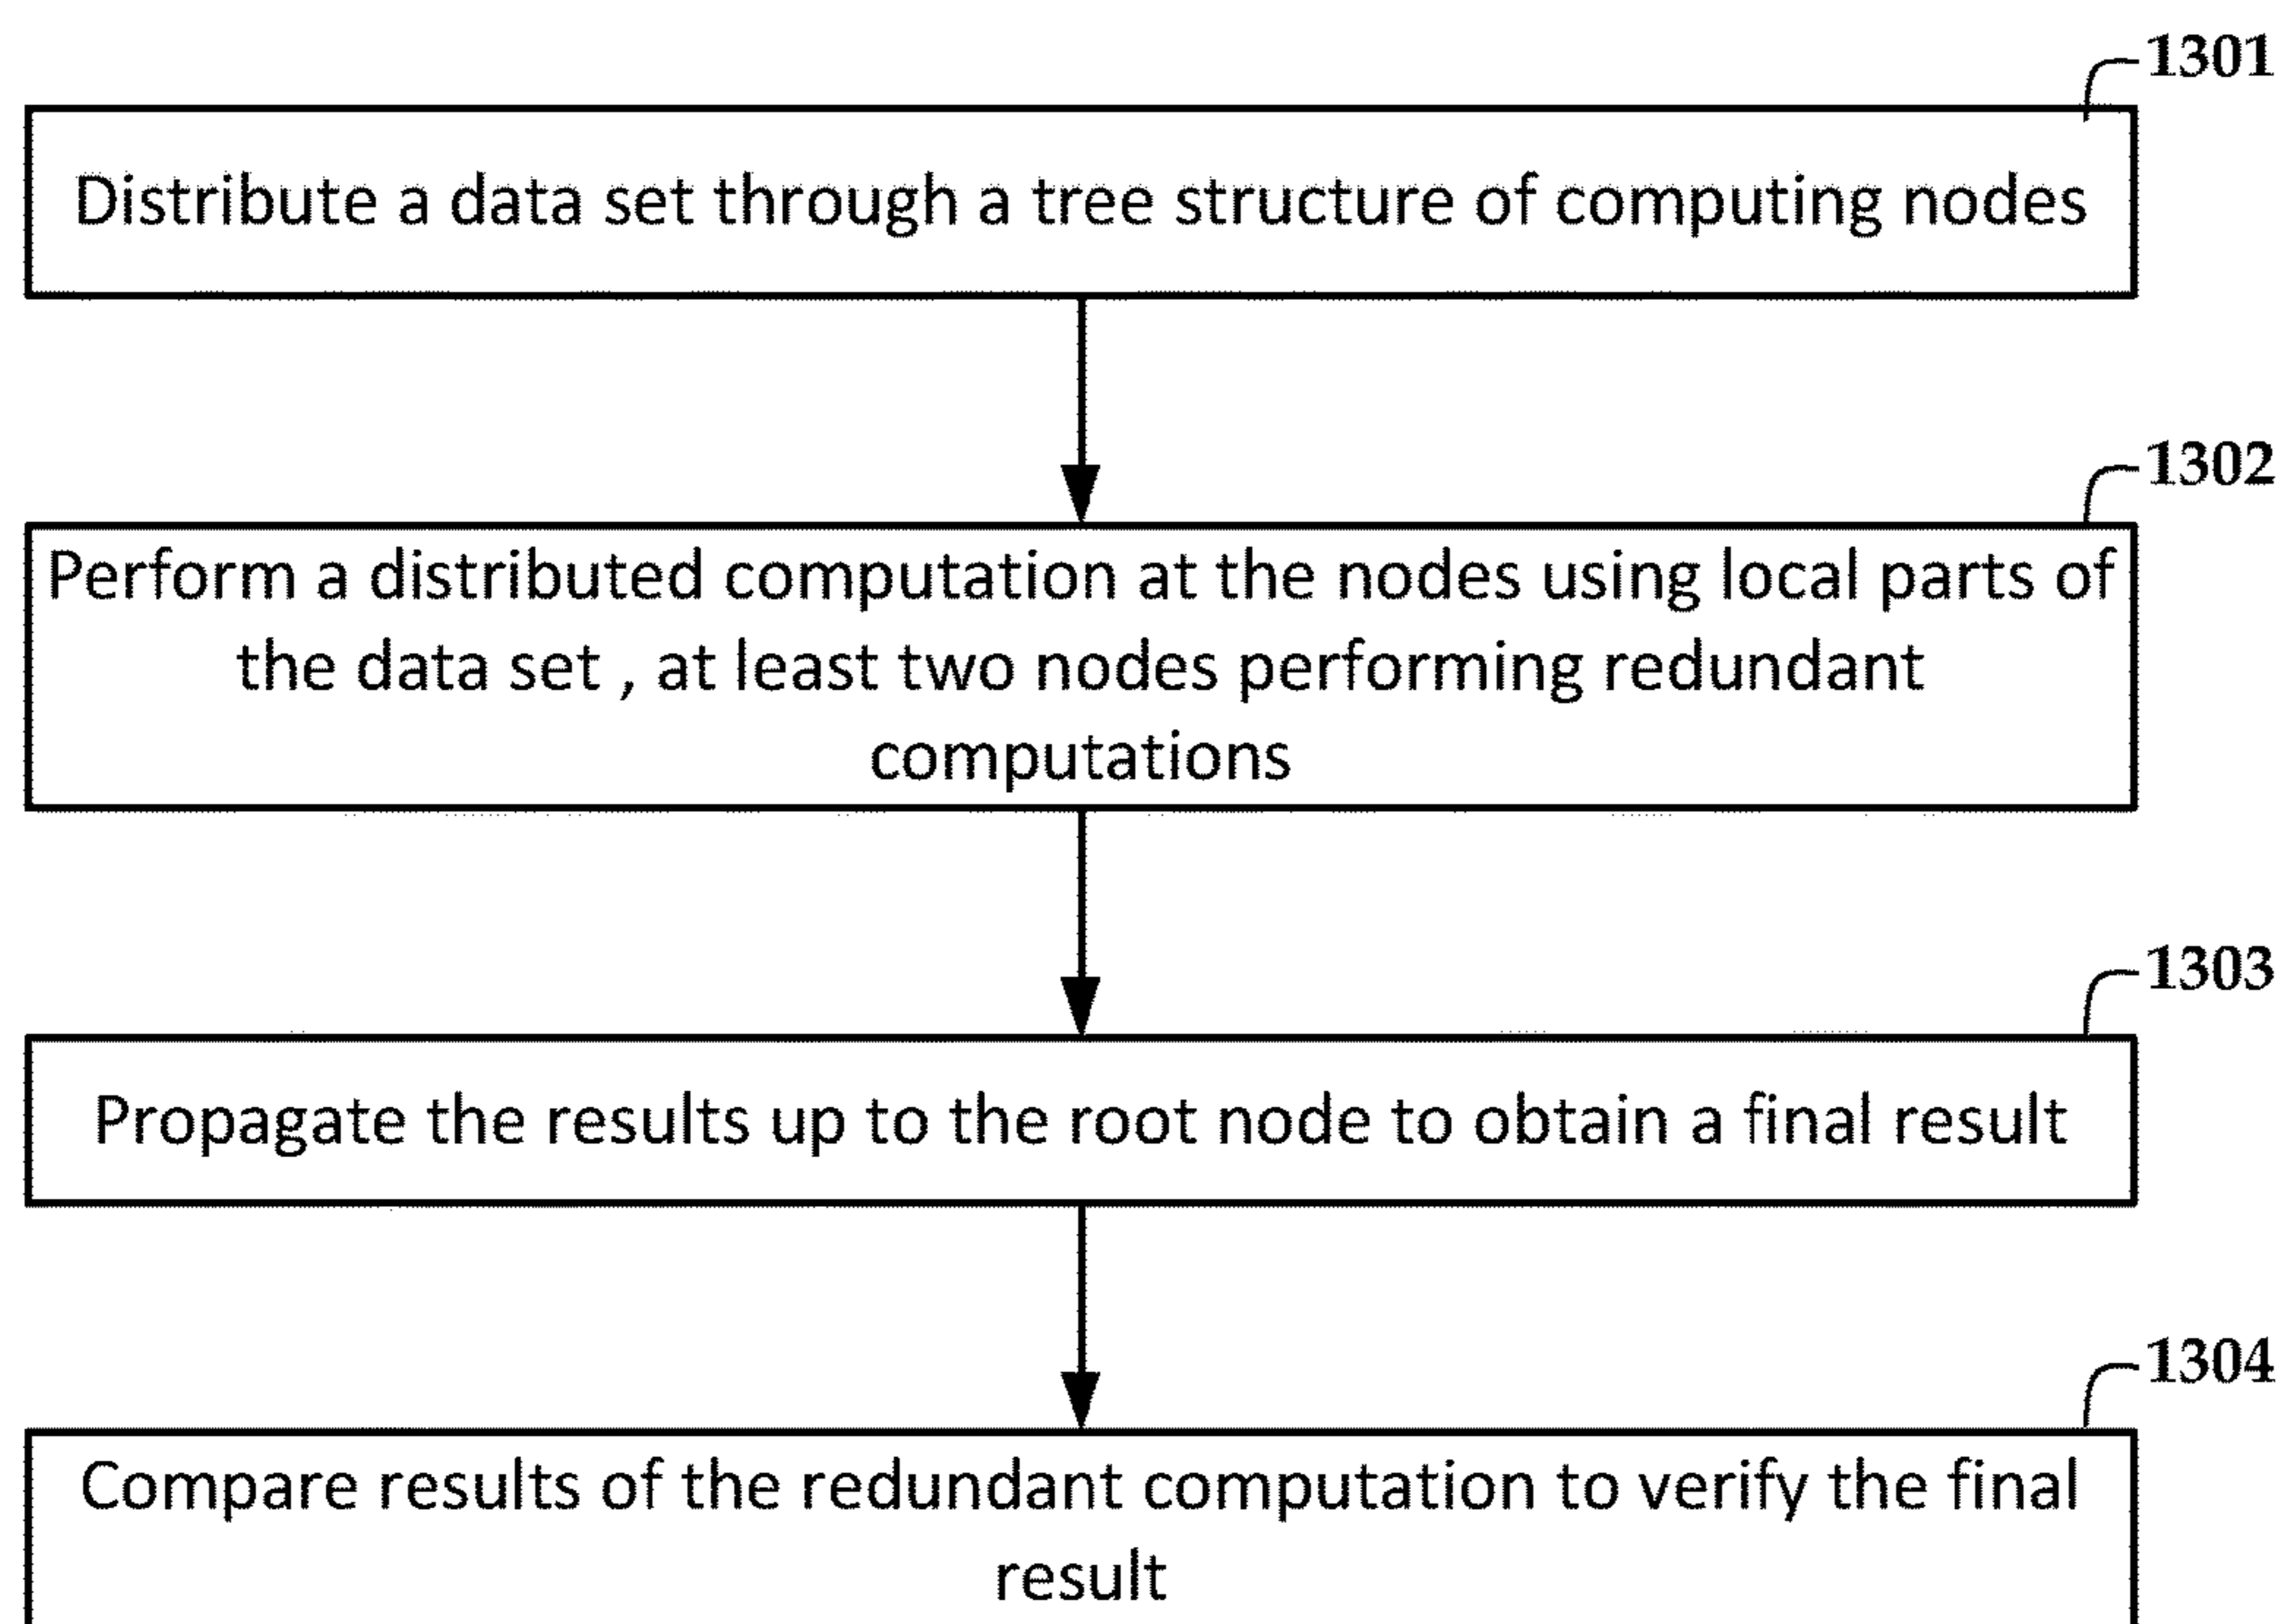 1301
Distribute a data set through a tree structure of computing nodes
1302
Perform a distributed computation at the nodes using local parts of
the data set , at least two nodes performing redundant
computations
1303
Propagate the results up to the root node to obtain a final result
1304
Compare results of the redundant computation to verify the final
result